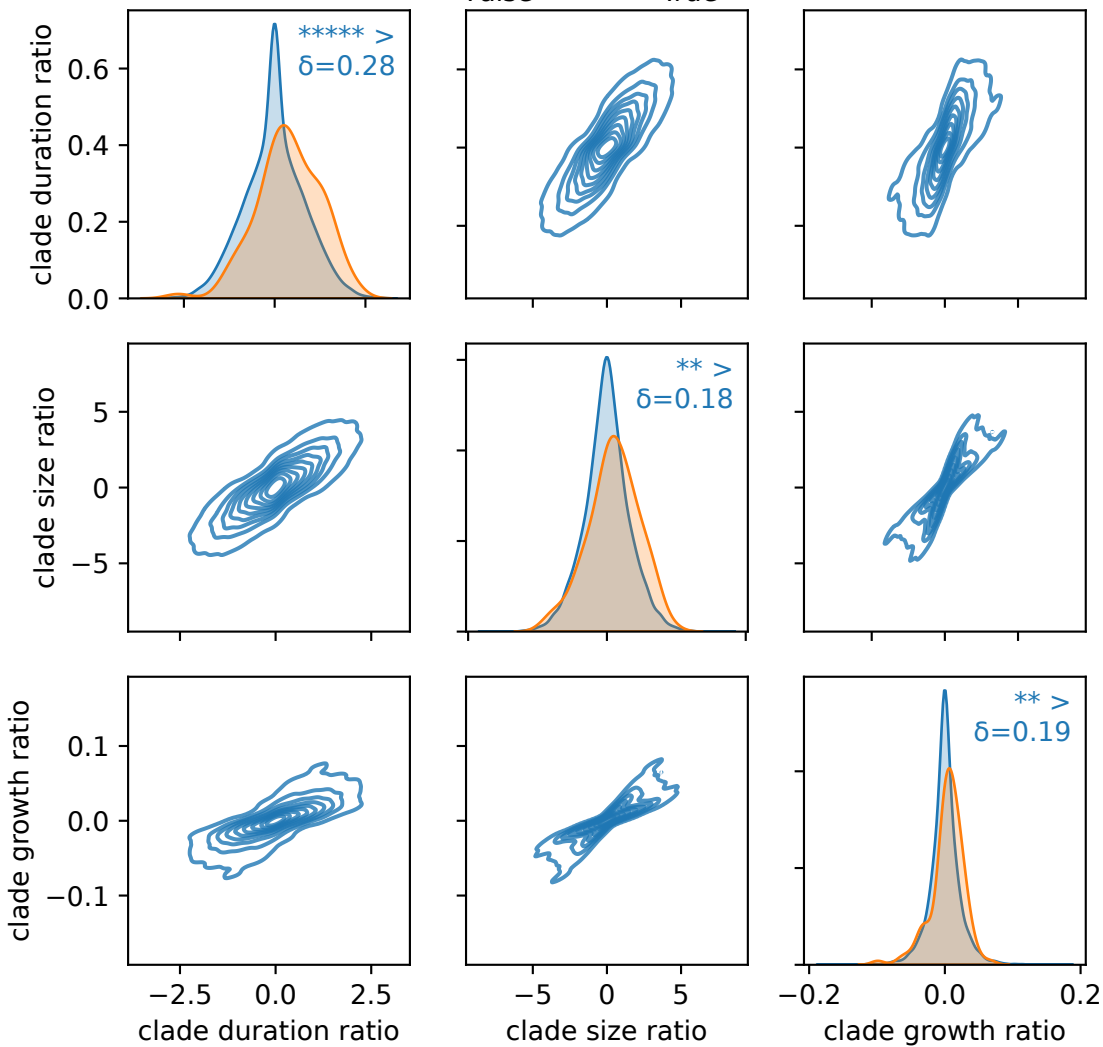 ***** >
δ=0.28
clade duration ratio
0.6
0.4
0.2
0.0
** >
δ=0.18
clade size ratio
5
0
−5
** >
δ=0.19
clade growth ratio
0.1
0.0
−0.1
−2.5 0.0 2.5
−5 0 5
−0.2 0.0 0.2
clade duration ratio
clade size ratio
clade growth ratio